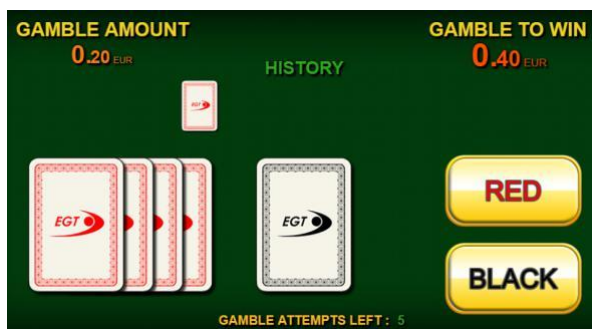 GAMBLE AMOUNT
0.20 EUR
GAMBLE TO WIN
0.40 EUR
HISTORY
EGT
EGT
EGT
RED
BLACK
GAMBLE ATTEMPTS LEFT : 5